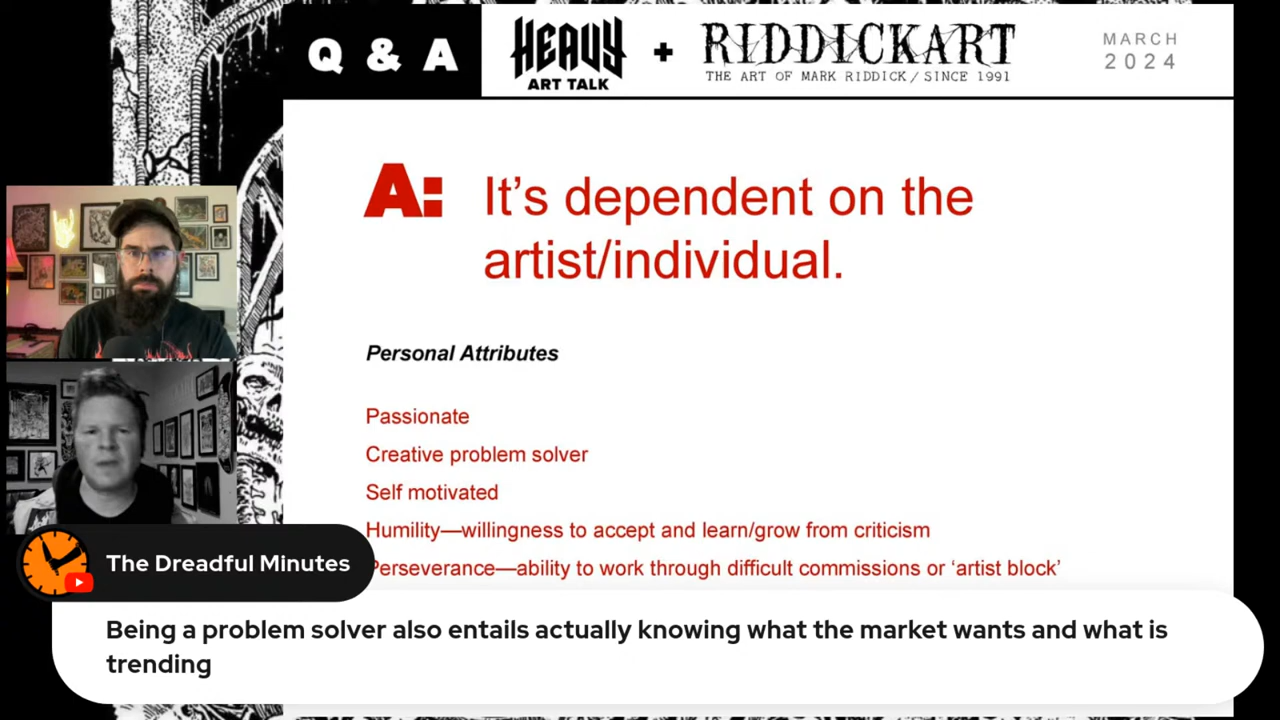 Q & A
HEAVY
ART TALK
+
RIDDICKART
THE ART OF MARK RIDDICK / SINCE 1991
MARCH
2024
A:
It’s dependent on the
artist/individual.
Personal Attributes
Passionate
Creative problem solver
Self motivated
Humility—willingness to accept and learn/grow from criticism
Perseverance—ability to work through difficult commissions or ‘artist block’
The Dreadful Minutes
Being a problem solver also entails actually knowing what the market wants and what is
trending